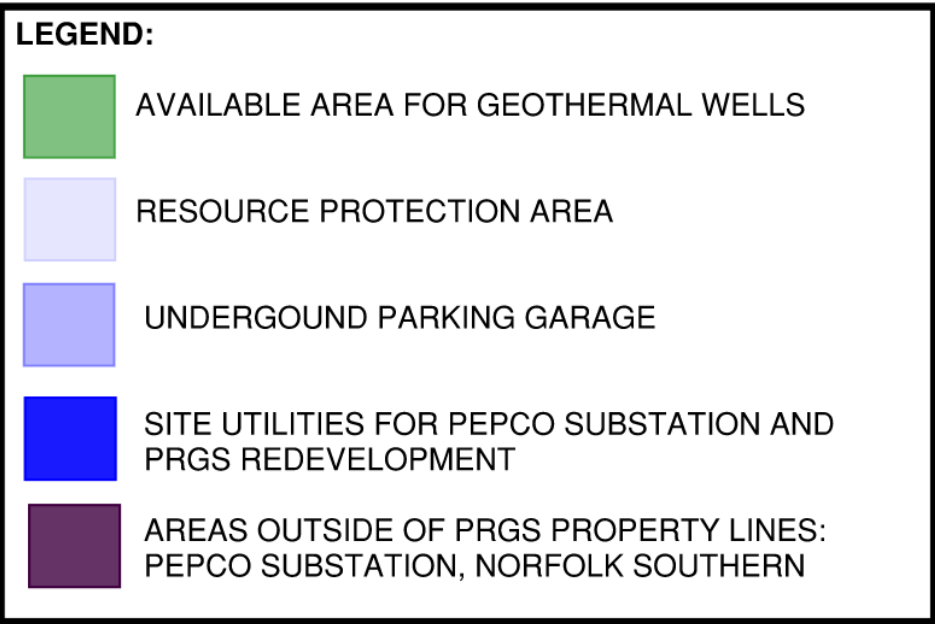 LEGEND:
AVAILABLE AREA FOR GEOTHERMAL WELLS
RESOURCE PROTECTION AREA
UNDERGOUND PARKING GARAGE
SITE UTILITIES FOR PEPCO SUBSTATION AND
PRGS REDEVELOPMENT
AREAS OUTSIDE OF PRGS PROPERTY LINES:
PEPCO SUBSTATION, NORFOLK SOUTHERN